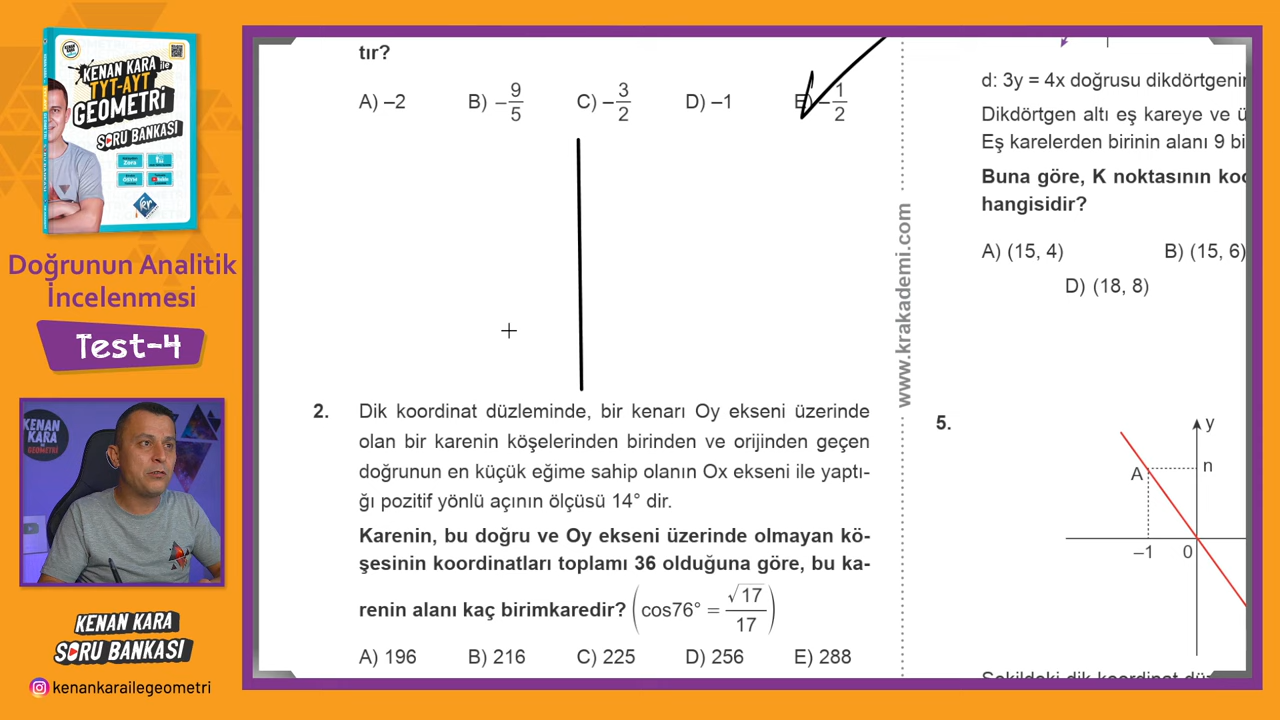 KENAN KARA ile
TYT-AYT
GEOMETRİ
SORU BANKASI
Doğrunun Analitik
İncelenmesi
Test-4
KENAN
KARA
GEOMETRİ
KENAN KARA
SORU BANKASI
kenankarailegeometri
tır?
A) –2 B) –9/5 C) –3/2 D) –1 E) –1/2
2. Dik koordinat düzleminde, bir kenarı Oy ekseni üzerinde
olan bir karenin köşelerinden birinden ve orijinden geçen
doğrunun en küçük eğime sahip olanın Ox ekseni ile yaptı-
ğı pozitif yönlü açının ölçüsü 14° dir.
Karenin, bu doğru ve Oy ekseni üzerinde olmayan kö-
şesinin koordinatları toplamı 36 olduğuna göre, bu ka-
renin alanı kaç birimkaredir? (cos76° = √17/17)
A) 196 B) 216 C) 225 D) 256 E) 288
www.krakademi.com
d: 3y = 4x doğrusu dikdörtgenin
Dikdörtgen altı eş kareye ve ü
Eş karelerden birinin alanı 9 bi
Buna göre, K noktasının koo
hangisidir?
A) (15, 4) B) (15, 6)
D) (18, 8)
5.
y
A n
–1 0
Şekildeki dik koordinat düz